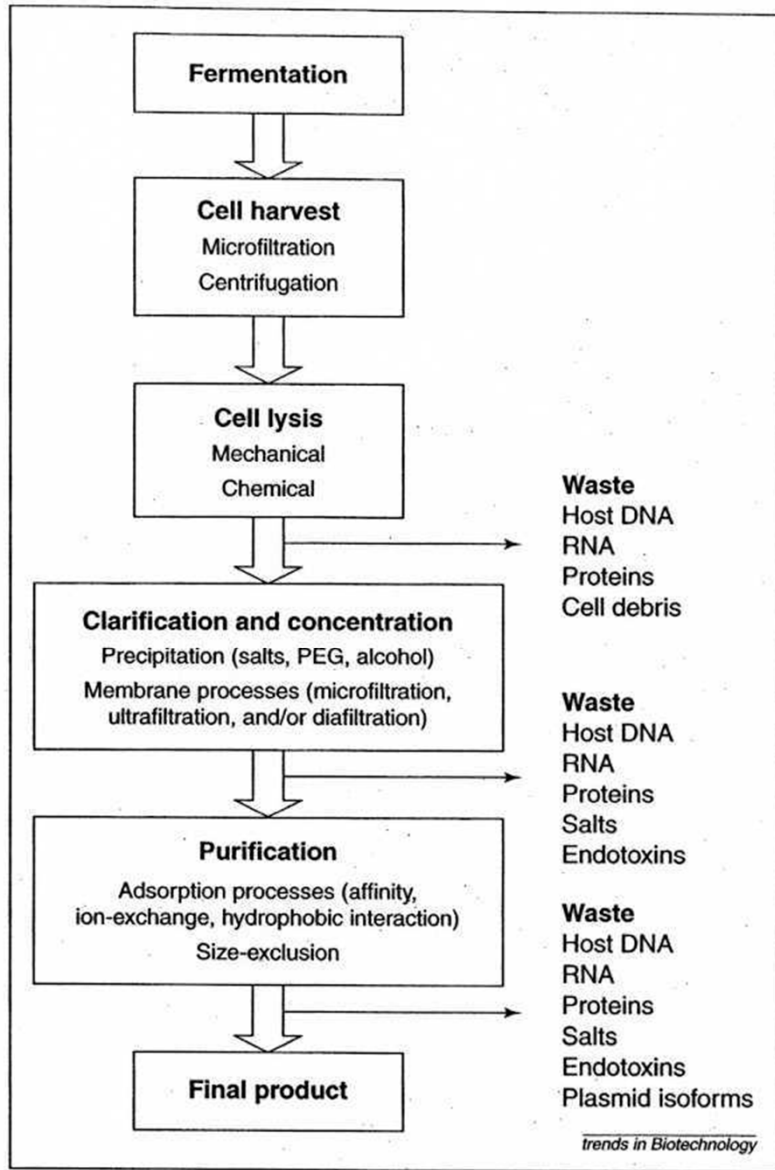 Fermentation
Cell harvest
Microfiltration
Centrifugation
Cell lysis
Mechanical
Chemical
Waste
Host DNA
RNA
Proteins
Cell debris
Clarification and concentration
Precipitation (salts, PEG, alcohol)
Membrane processes (microfiltration,
ultrafiltration, and/or diafiltration)
Waste
Host DNA
RNA
Proteins
Salts
Endotoxins
Purification
Adsorption processes (affinity,
ion-exchange, hydrophobic interaction)
Size-exclusion
Waste
Host DNA
RNA
Proteins
Salts
Endotoxins
Plasmid isoforms
Final product
trends in Biotechnology